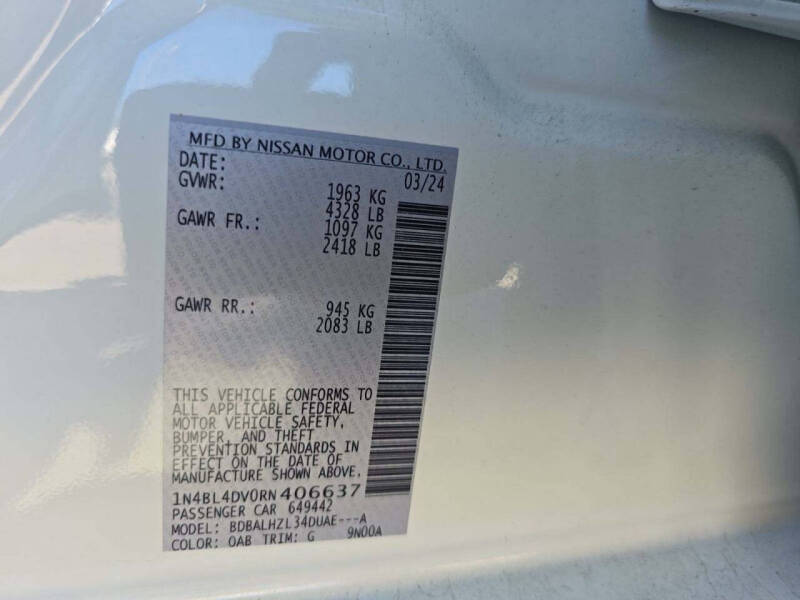 MFD BY NISSAN MOTOR CO., LTD.
DATE: 03/24
GVWR: 1963 KG
4328 LB
GAWR FR.: 1097 KG
2418 LB
GAWR RR.: 945 KG
2083 LB
THIS VEHICLE CONFORMS TO
ALL APPLICABLE FEDERAL
MOTOR VEHICLE SAFETY,
BUMPER, AND THEFT
PREVENTION STANDARDS IN
EFFECT ON THE DATE OF
MANUFACTURE SHOWN ABOVE.
1N4BL4DV0RN406637
PASSENGER CAR 649442
MODEL: BDBALHZL34DUAE---A
COLOR: QAB TRIM: G 9N00A